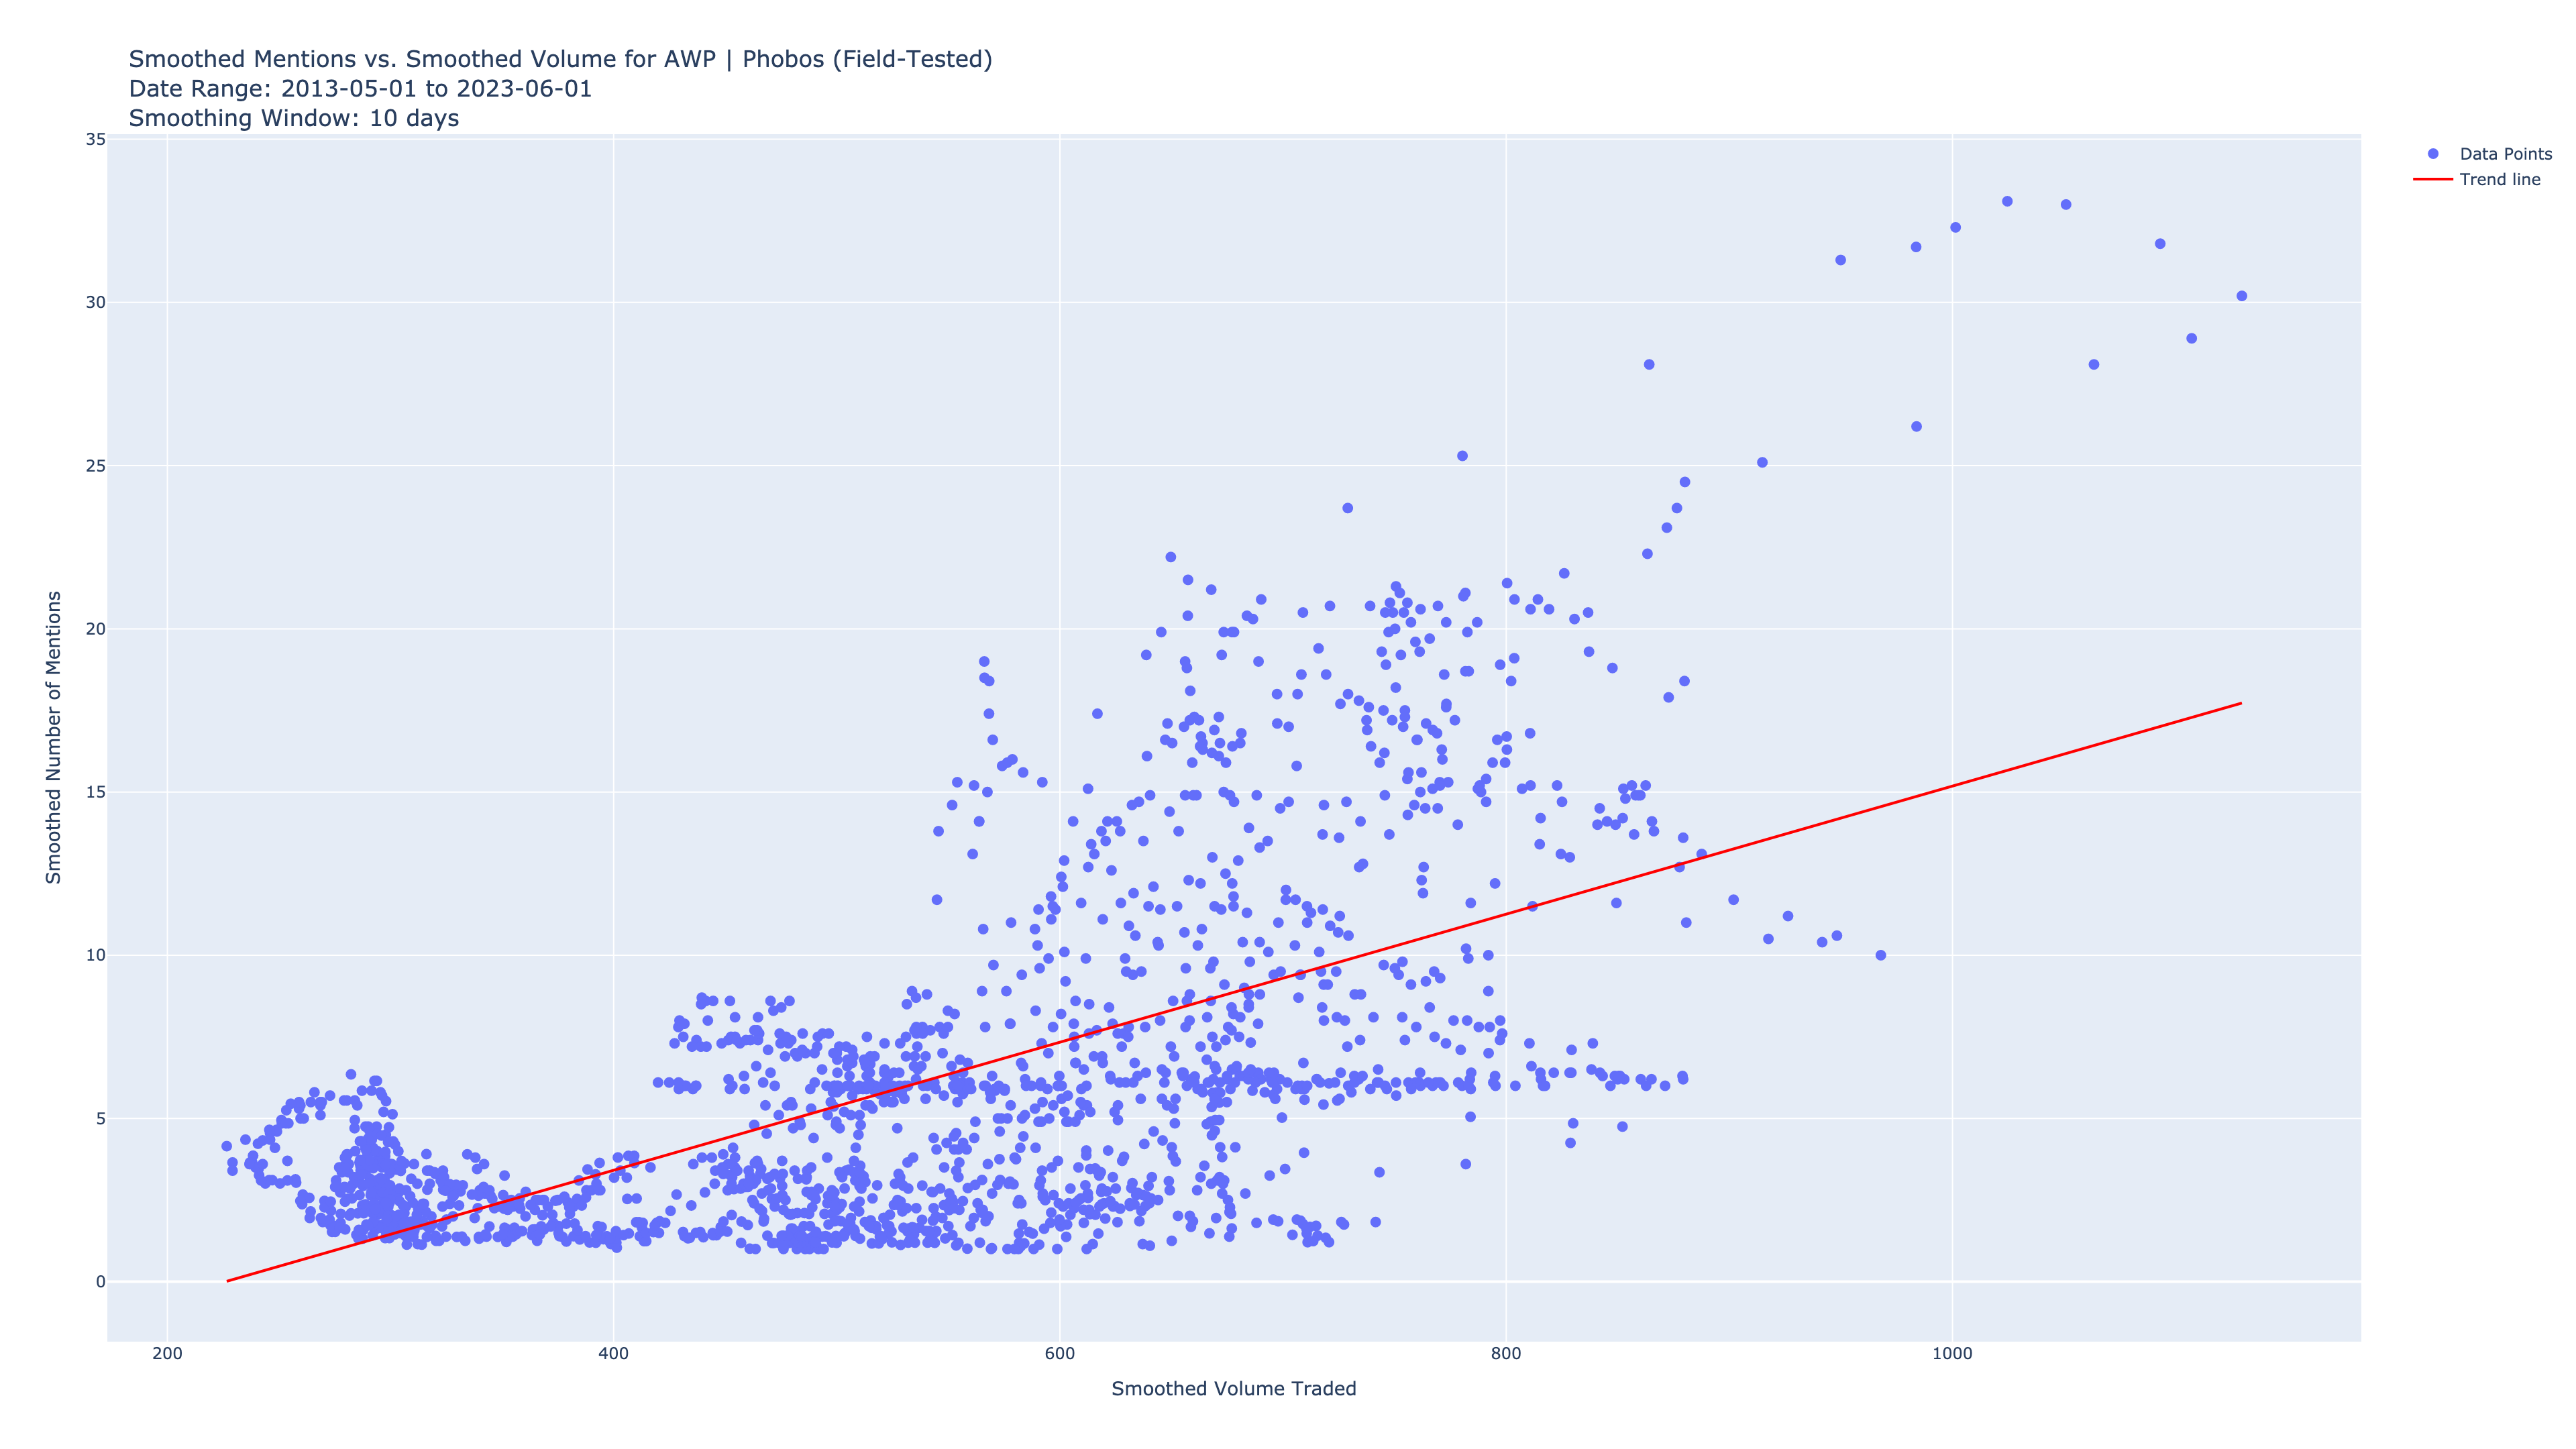 Smoothed Mentions vs. Smoothed Volume for AWP | Phobos (Field-Tested)
Date Range: 2013-05-01 to 2023-06-01
Smoothing Window: 10 days
Data Points
Trend line
Smoothed Number of Mentions
35
30
25
20
15
10
5
0
200
400
600
800
1000
Smoothed Volume Traded